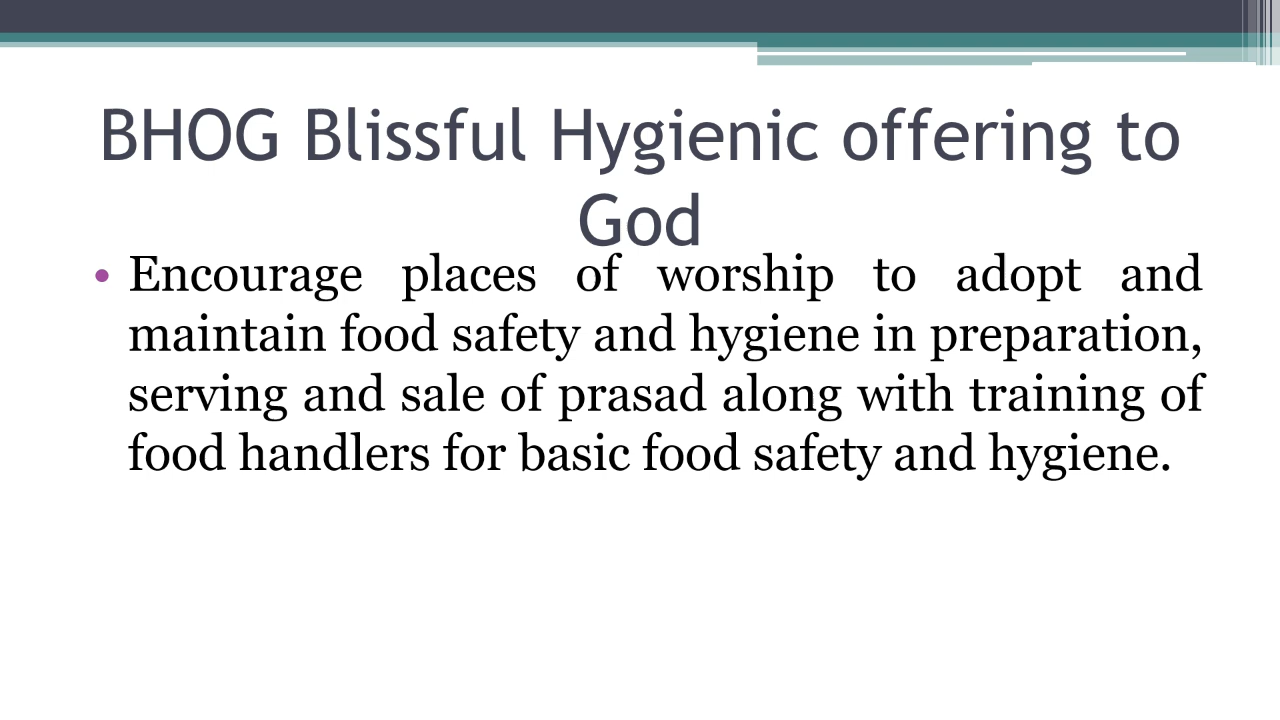 BHOG Blissful Hygienic offering to
God
• Encourage places of worship to adopt and
maintain food safety and hygiene in preparation,
serving and sale of prasad along with training of
food handlers for basic food safety and hygiene.